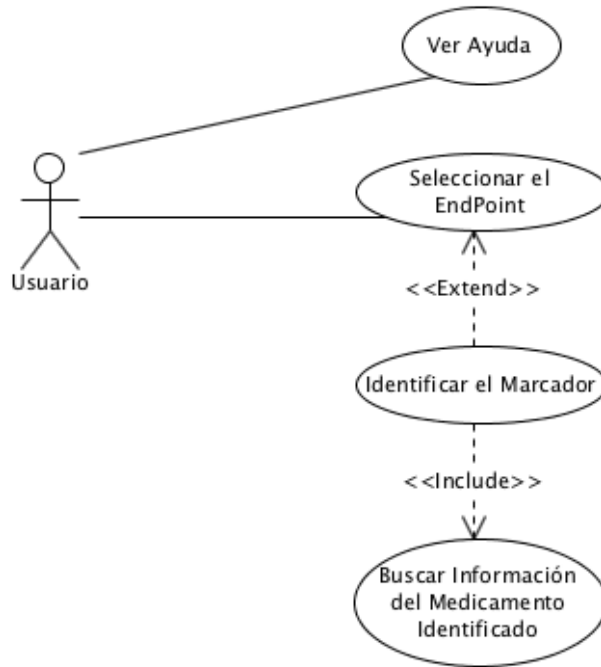 Ver Ayuda
Seleccionar el
EndPoint
Usuario
<<Extend>>
Identificar el Marcador
<<Include>>
Buscar Información
del Medicamento
Identificado